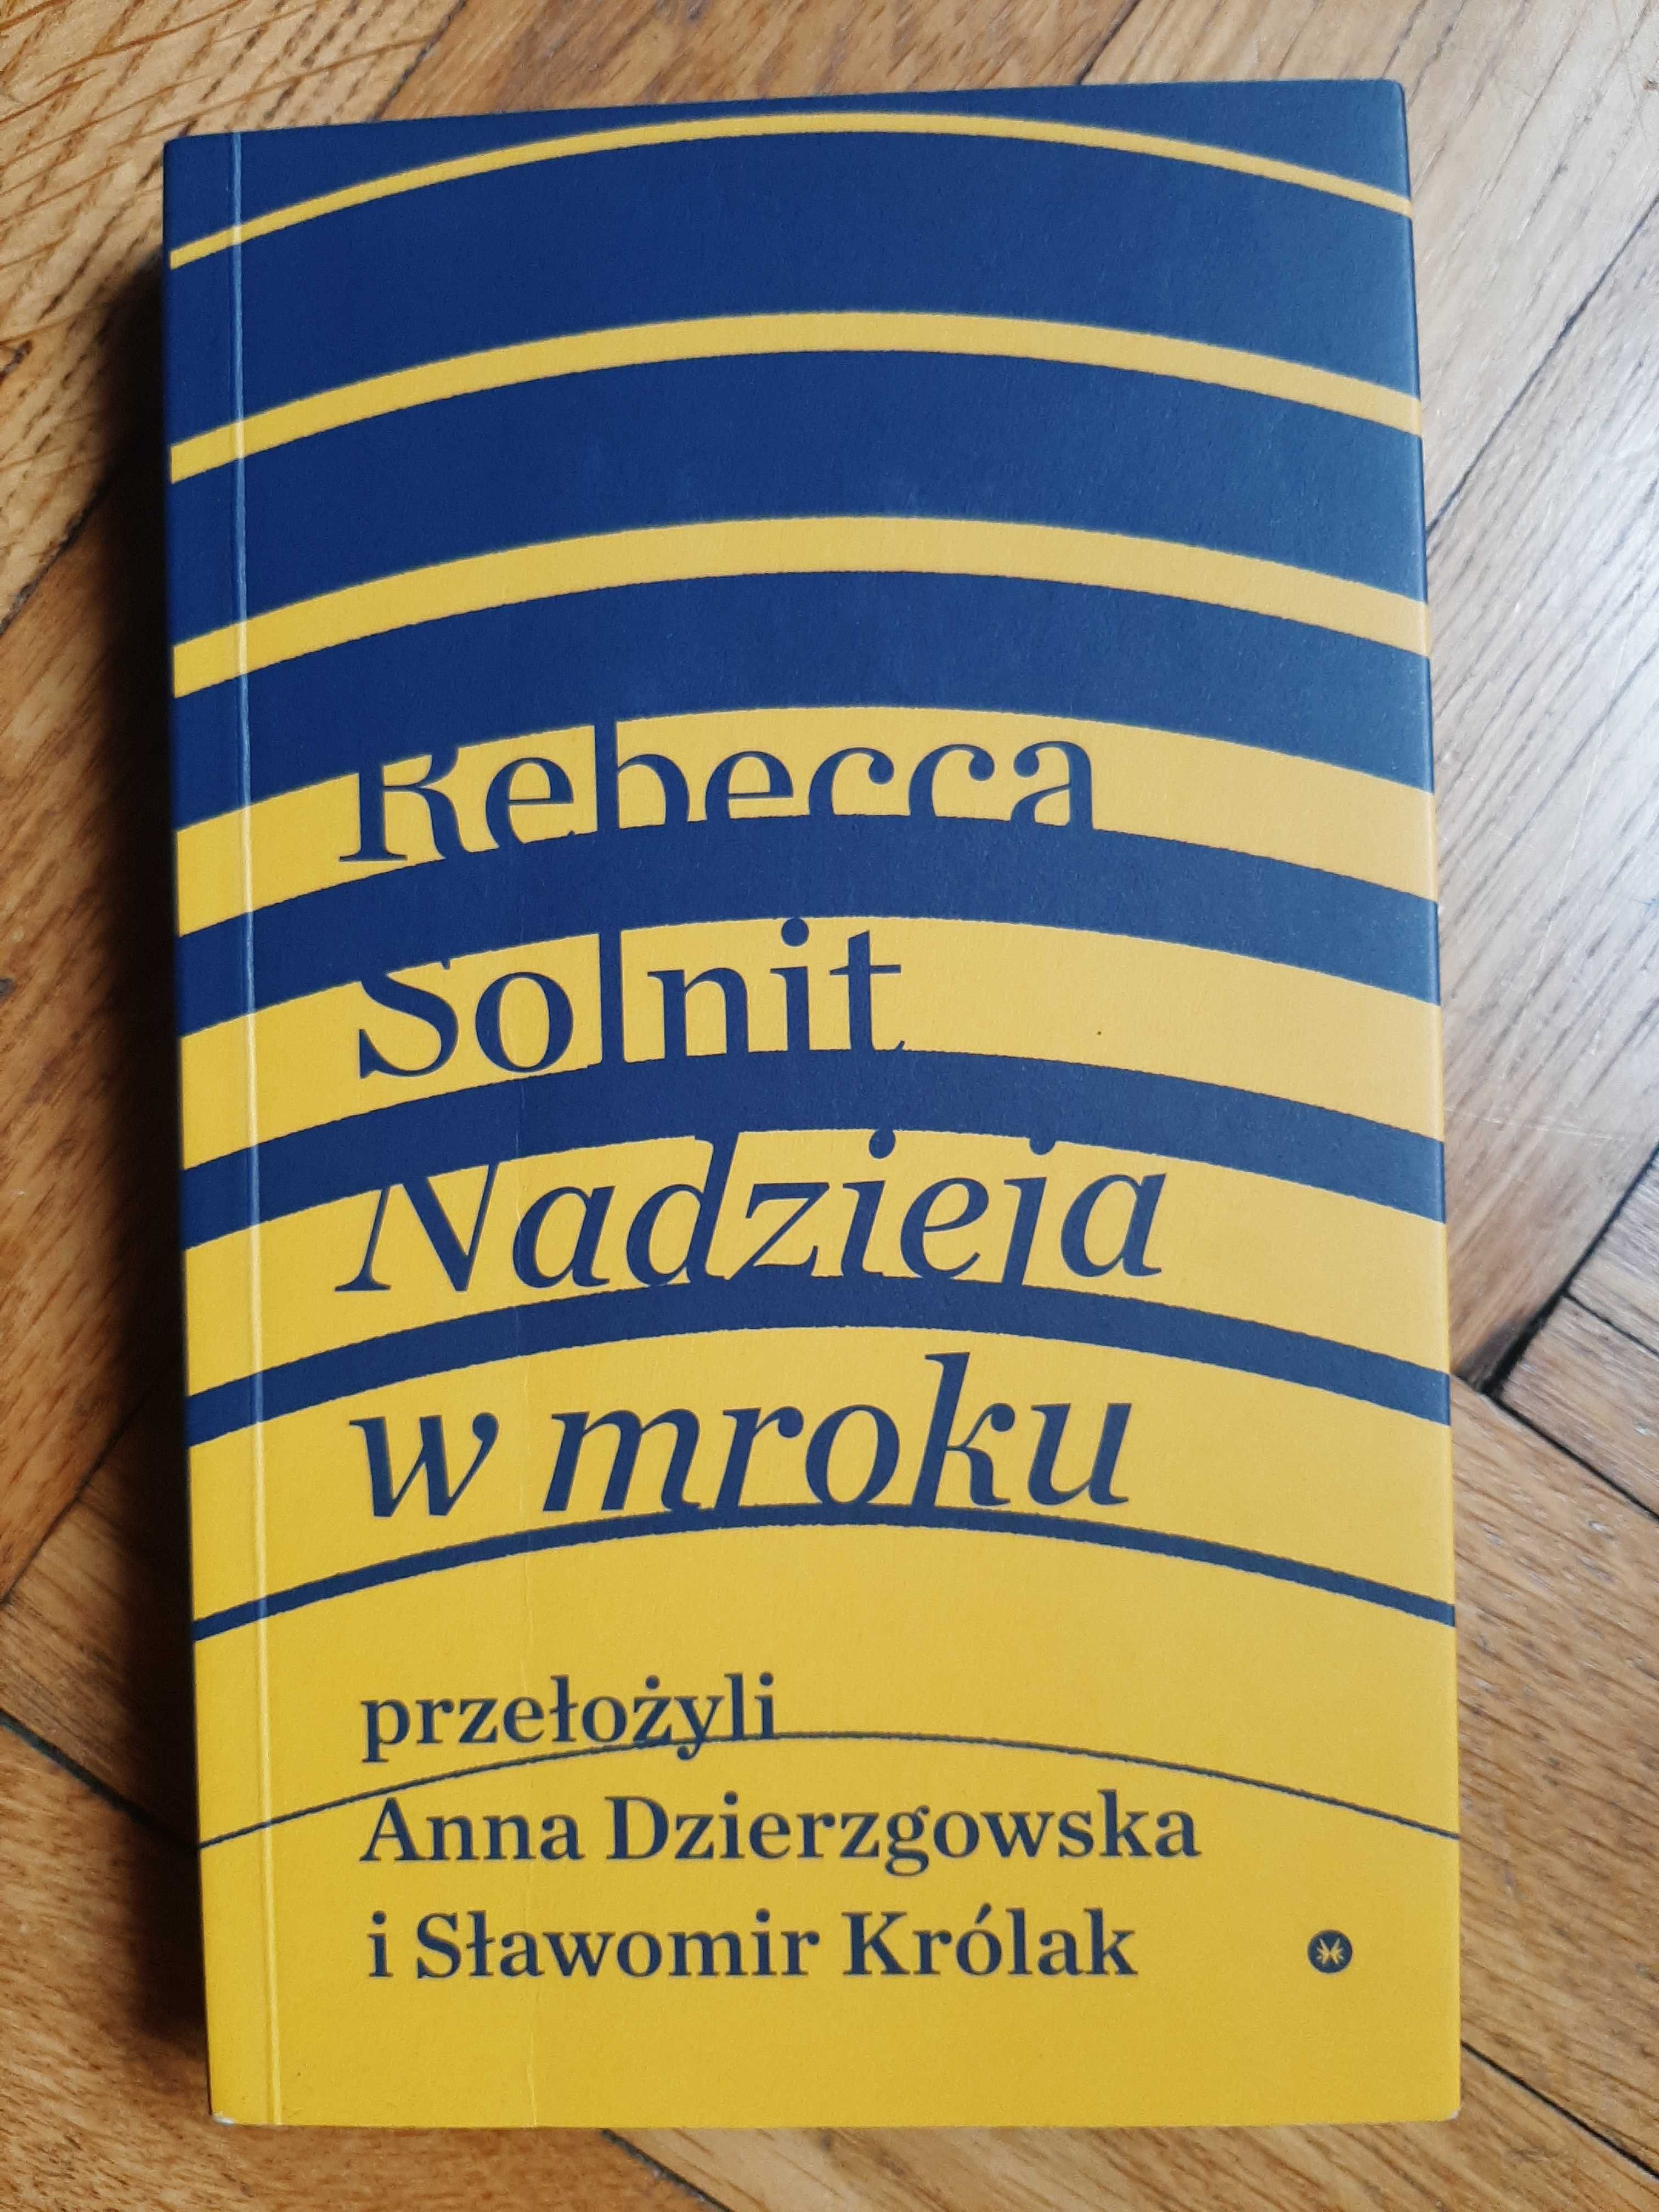 Rebecca
Solnit
Nadzieja
w mroku
przełożyli
Anna Dzierzgowska
i Sławomir Królak